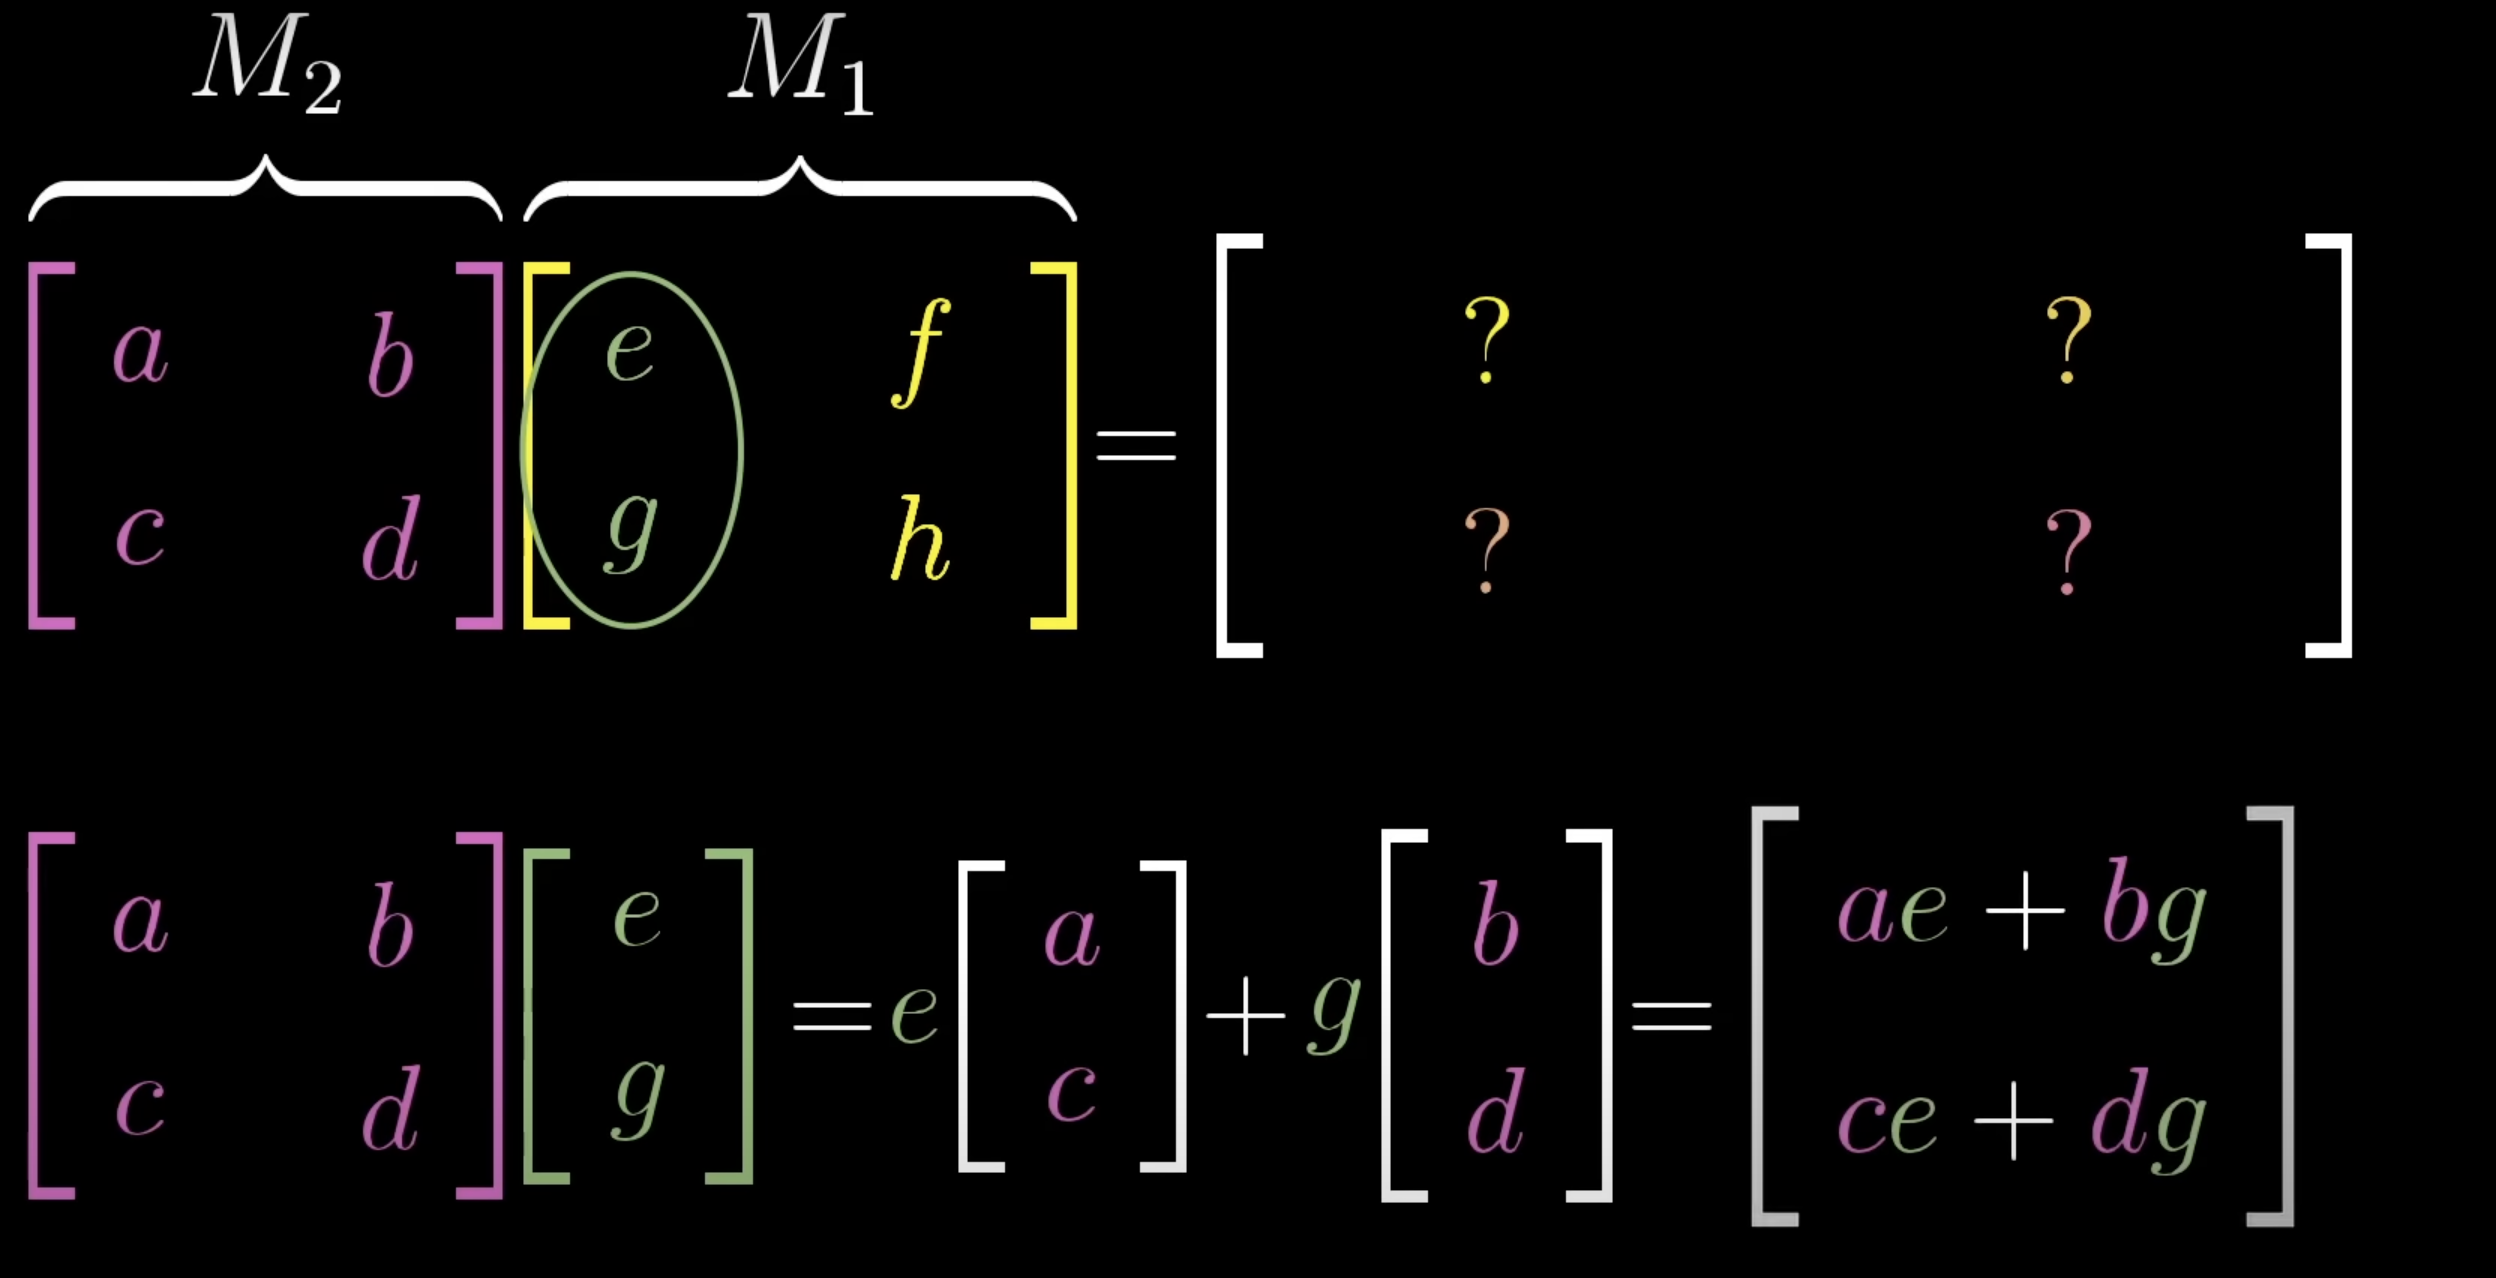 M₂ M₁
[a b; c d] [e f; g h] = [? ?; ? ?]
[a b; c d] [e; g] = e [a; c] + g [b; d] = [ae + bg; ce + dg]